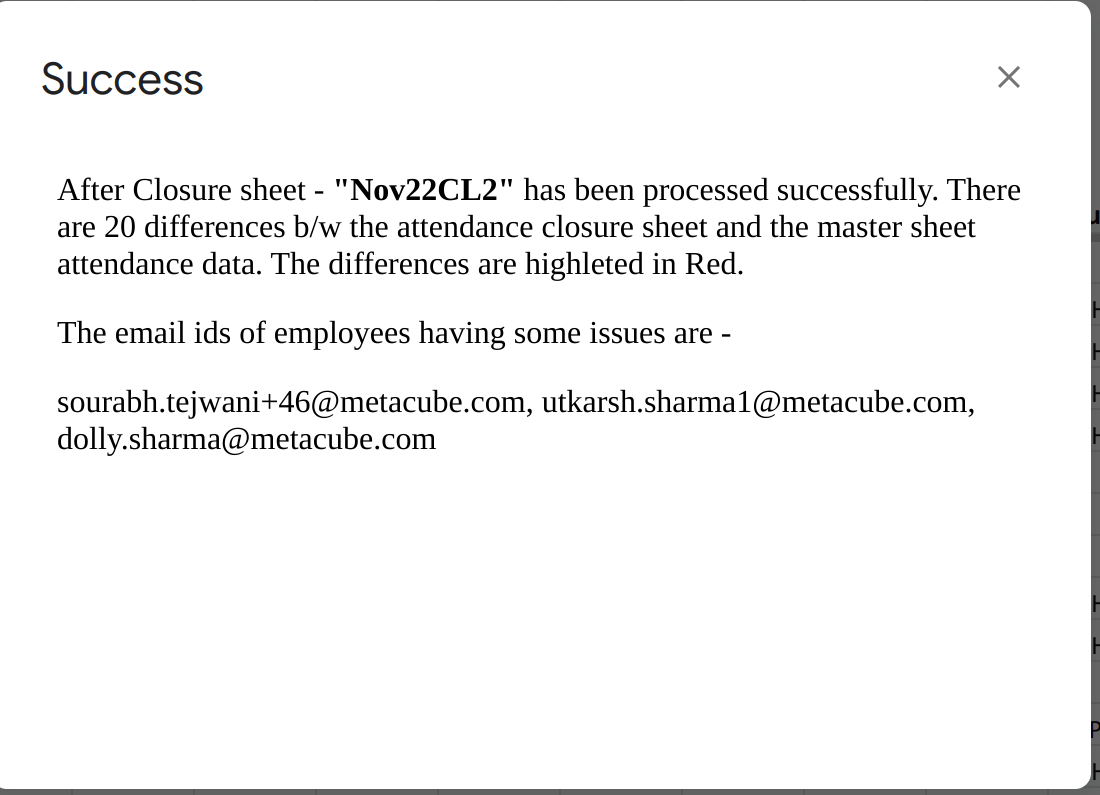 Success
After Closure sheet - "Nov22CL2" has been processed successfully. There
are 20 differences b/w the attendance closure sheet and the master sheet
attendance data. The differences are highleted in Red.
The email ids of employees having some issues are -
sourabh.tejwani+46@metacube.com, utkarsh.sharma1@metacube.com,
dolly.sharma@metacube.com